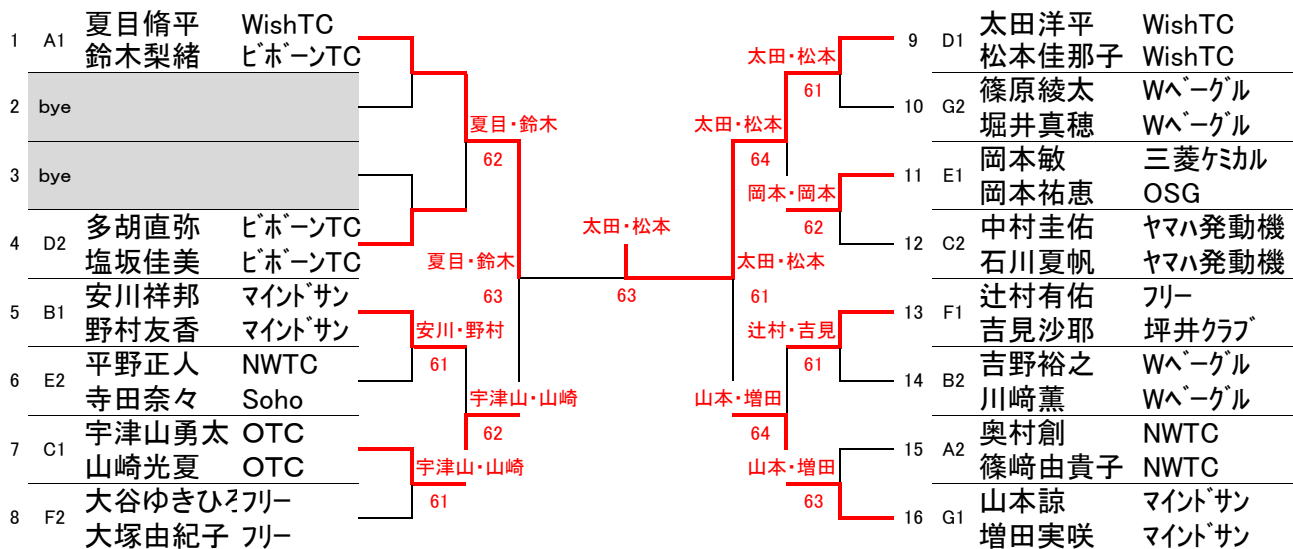 1 A1 夏目脩平 WishTC
鈴木梨緒 ビボーンTC
2 bye
3 bye
4 D2 多胡直弥 ビボーンTC
塩坂佳美 ビボーンTC
5 B1 安川祥邦 マインドサン
野村友香 マインドサン
6 E2 平野正人 NWTC
寺田奈々 Soho
7 C1 宇津山勇太 OTC
山崎光夏 OTC
8 F2 大谷ゆきひろ フリー
大塚由紀子 フリー
夏目・鈴木
62
安川・野村
61
宇津山・山崎
61
夏目・鈴木
63
宇津山・山崎
62
太田・松本
63
太田・松本
64
太田・松本
61
山本・増田
64
太田・松本
61
岡本・岡本
62
辻村・吉見
61
山本・増田
63
9 D1 太田洋平 WishTC
松本佳那子 WishTC
10 G2 篠原綾太 Wベーグル
堀井真穂 Wベーグル
11 E1 岡本敏 三菱ケミカル
岡本祐恵 OSG
12 C2 中村圭佑 ヤマハ発動機
石川夏帆 ヤマハ発動機
13 F1 辻村有佑 フリー
吉見沙耶 坪井クラブ
14 B2 吉野裕之 Wベーグル
川﨑薫 Wベーグル
15 A2 奥村創 NWTC
篠﨑由貴子 NWTC
16 G1 山本諒 マインドサン
増田実咲 マインドサン